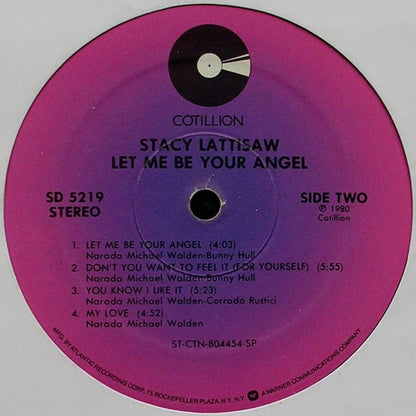 COTILLION
STACY LATTISAW
LET ME BE YOUR ANGEL
SD 5219
STEREO
SIDE TWO
℗ 1980
Cotillion
1. LET ME BE YOUR ANGEL (4:03)
Narada Michael Walden-Bunny Hull
2. DON'T YOU WANT TO FEEL IT (FOR YOURSELF) (5:55)
Narada Michael Walden-Bunny Hull
3. YOU KNOW I LIKE IT (5:23)
Narada Michael Walden-Corrado Rustici
4. MY LOVE (4:52)
Narada Michael Walden
ST-CTN-804454-SP
MFG. BY ATLANTIC RECORDING CORP., 75 ROCKEFELLER PLAZA, N.Y., N.Y. A WARNER COMMUNICATIONS COMPANY